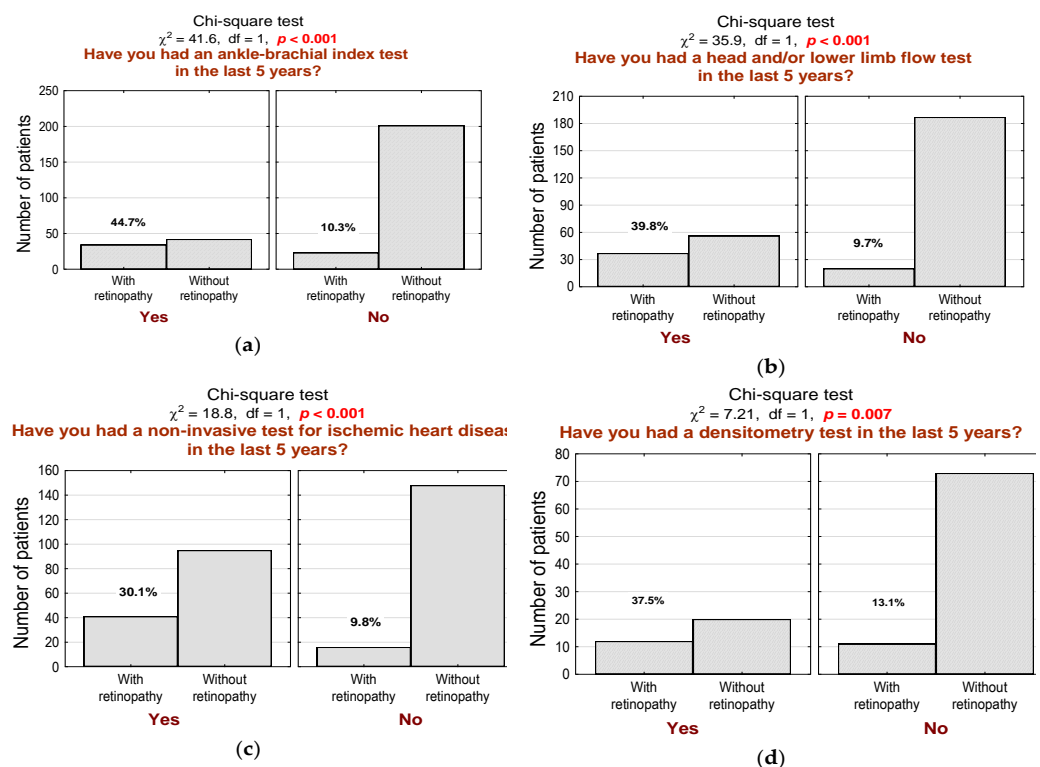 Chi-square test
χ² = 41.6, df = 1, p < 0.001
Have you had an ankle-brachial index test
in the last 5 years?
Number of patients
250
200
150
100
50
0
44.7%
10.3%
With
retinopathy
Without
retinopathy
With
retinopathy
Without
retinopathy
Yes
No
(a)
Chi-square test
χ² = 35.9, df = 1, p < 0.001
Have you had a head and/or lower limb flow test
in the last 5 years?
Number of patients
210
180
150
120
90
60
30
0
39.8%
9.7%
With
retinopathy
Without
retinopathy
With
retinopathy
Without
retinopathy
Yes
No
(b)
Chi-square test
χ² = 18.8, df = 1, p < 0.001
Have you had a non-invasive test for ischemic heart diseas
in the last 5 years?
Number of patients
160
140
120
100
80
60
40
20
0
30.1%
9.8%
With
retinopathy
Without
retinopathy
With
retinopathy
Without
retinopathy
Yes
No
(c)
Chi-square test
χ² = 7.21, df = 1, p = 0.007
Have you had a densitometry test in the last 5 years?
Number of patients
80
70
60
50
40
30
20
10
0
37.5%
13.1%
With
retinopathy
Without
retinopathy
With
retinopathy
Without
retinopathy
Yes
No
(d)